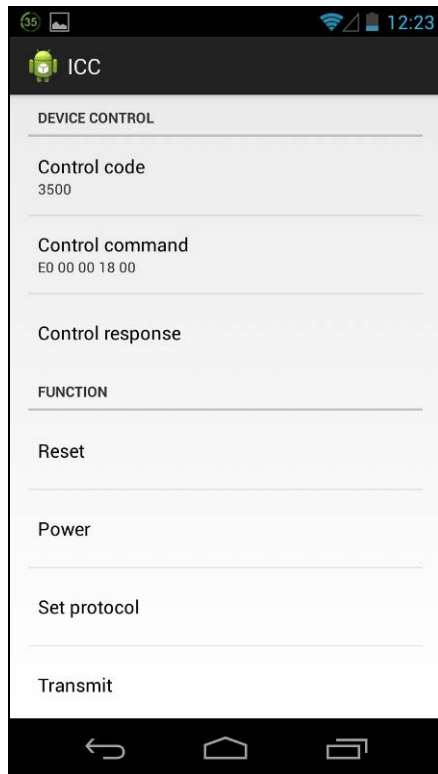 35
12:23
ICC
DEVICE CONTROL
Control code
3500
Control command
E0 00 00 18 00
Control response
FUNCTION
Reset
Power
Set protocol
Transmit